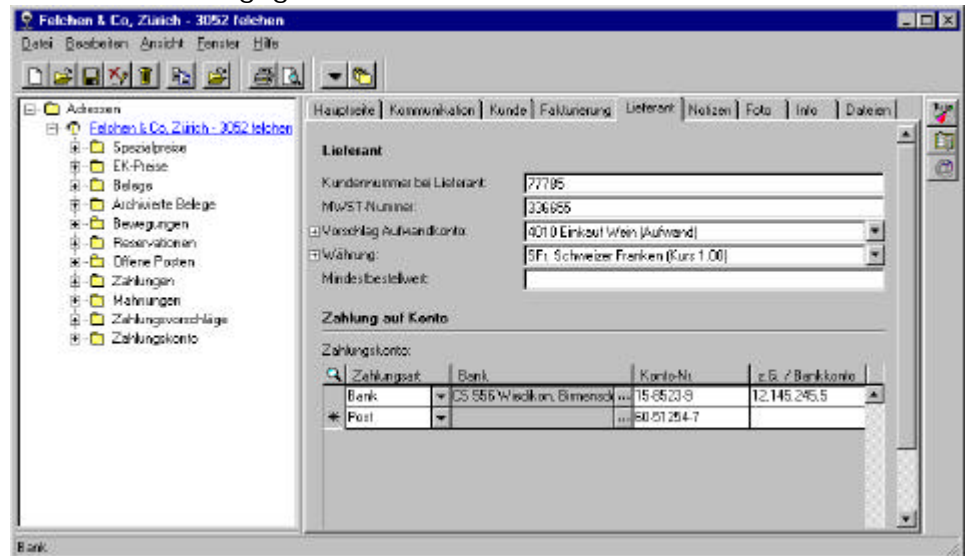 Felchen & Co, Zürich - 3052 felchen
Datei Bearbeiten Ansicht Fenster Hilfe
Adressen
Felchen & Co, Zürich - 3052 felchen
Spezialpreise
EK-Preise
Belege
Archivierte Belege
Bewegungen
Reservationen
Offene Posten
Zahlungen
Mahnungen
Zahlungsvorschläge
Zahlungskonto
Hauptseite Kommunikation Kunde Fakturierung Lieferant Notizen Foto Info Dateien
Lieferant
Kundennummer bei Lieferant: 77785
MWST-Nummer: 336655
Vorschlag Aufwandkonto: 4010 Einkauf Wein (Aufwand)
Währung: SFr. Schweizer Franken (Kurs 1.00)
Mindestbestellwert:
Zahlung auf Konto
Zahlungskonto:
Zahlungsart Bank Konto-Nr. z.G. / Bankkonto
Bank CS 556 Wiedikon, Birmensd ... 15-8523-9 12.145.245.5
Post ... 60-51254-7
Bank